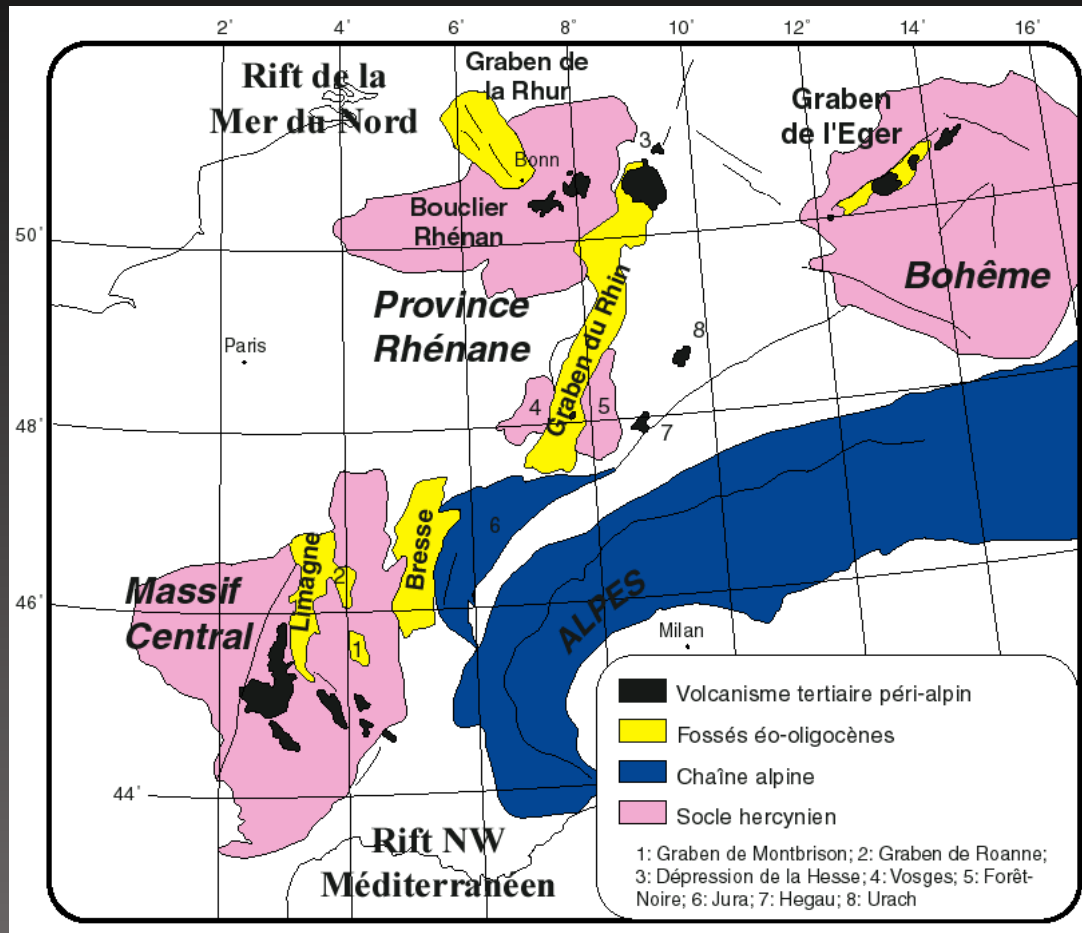 2°
4°
6°
8°
10°
12°
14°
16°
Rift de la
Mer du Nord
Graben de
la Rhur
Graben
de l'Eger
3
Bonn
Bouclier
Rhénan
50°
Bohême
Province
Rhénane
Graben du Rhin
8
Paris
4
5
7
48°
6
Bresse
Limagne
2
Massif
Central
46°
1
ALPES
Milan
44°
Rift NW
Méditerranéen
Volcanisme tertiaire péri-alpin
Fossés éo-oligocènes
Chaîne alpine
Socle hercynien
1: Graben de Montbrison; 2: Graben de Roanne;
3: Dépression de la Hesse; 4: Vosges; 5: Forêt-
Noire; 6: Jura; 7: Hegau; 8: Urach